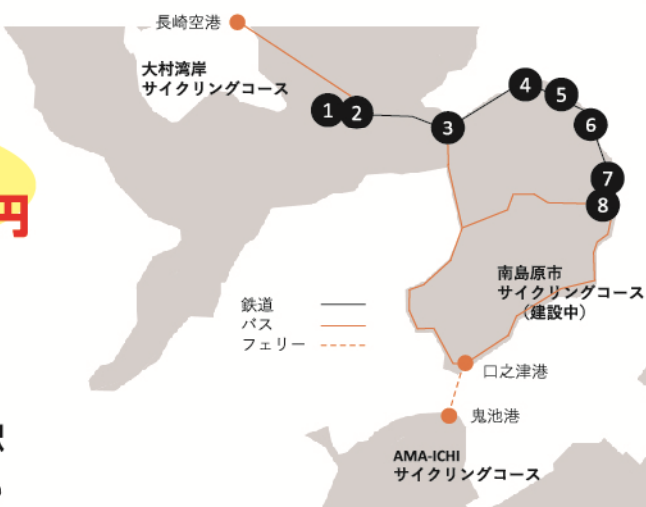 長崎空港
大村湾岸
サイクリングコース
1
2
3
4
5
6
7
8
円
南島原市
サイクリングコース
（建設中）
鉄道
バス
フェリー
口之津港
鬼池港
AMA-ICHI
サイクリングコース